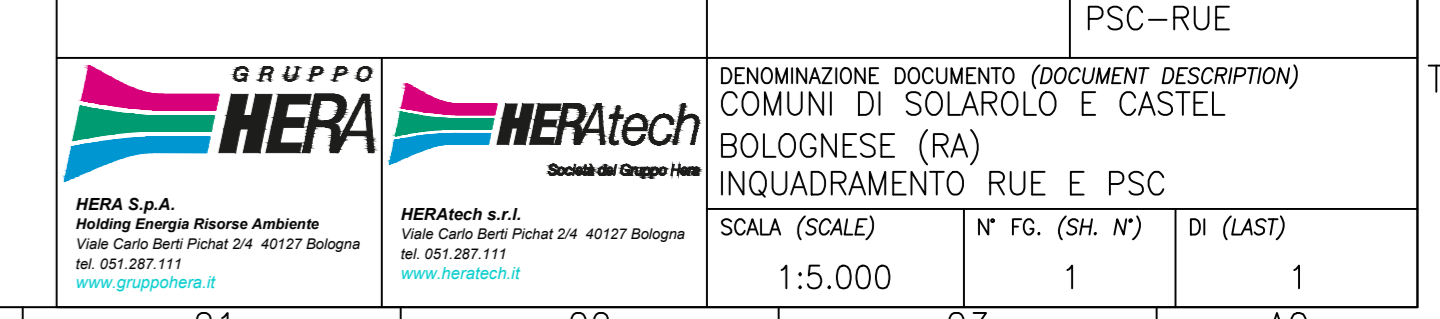 PSC-RUE
GRUPPO
HERA
HERA S.p.A.
Holding Energia Risorse Ambiente
Viale Carlo Berti Pichat 2/4 40127 Bologna
tel. 051.287.111
www.gruppohera.it
HERAtech
Società del Gruppo Hera
HERAtech s.r.l.
Viale Carlo Berti Pichat 2/4 40127 Bologna
tel. 051.287.111
www.heratech.it
DENOMINAZIONE DOCUMENTO (DOCUMENT DESCRIPTION)
COMUNI DI SOLAROLO E CASTEL
BOLOGNESE (RA)
INQUADRAMENTO RUE E PSC
SCALA (SCALE)
1:5.000
N° FG. (SH. N°)
1
DI (LAST)
1